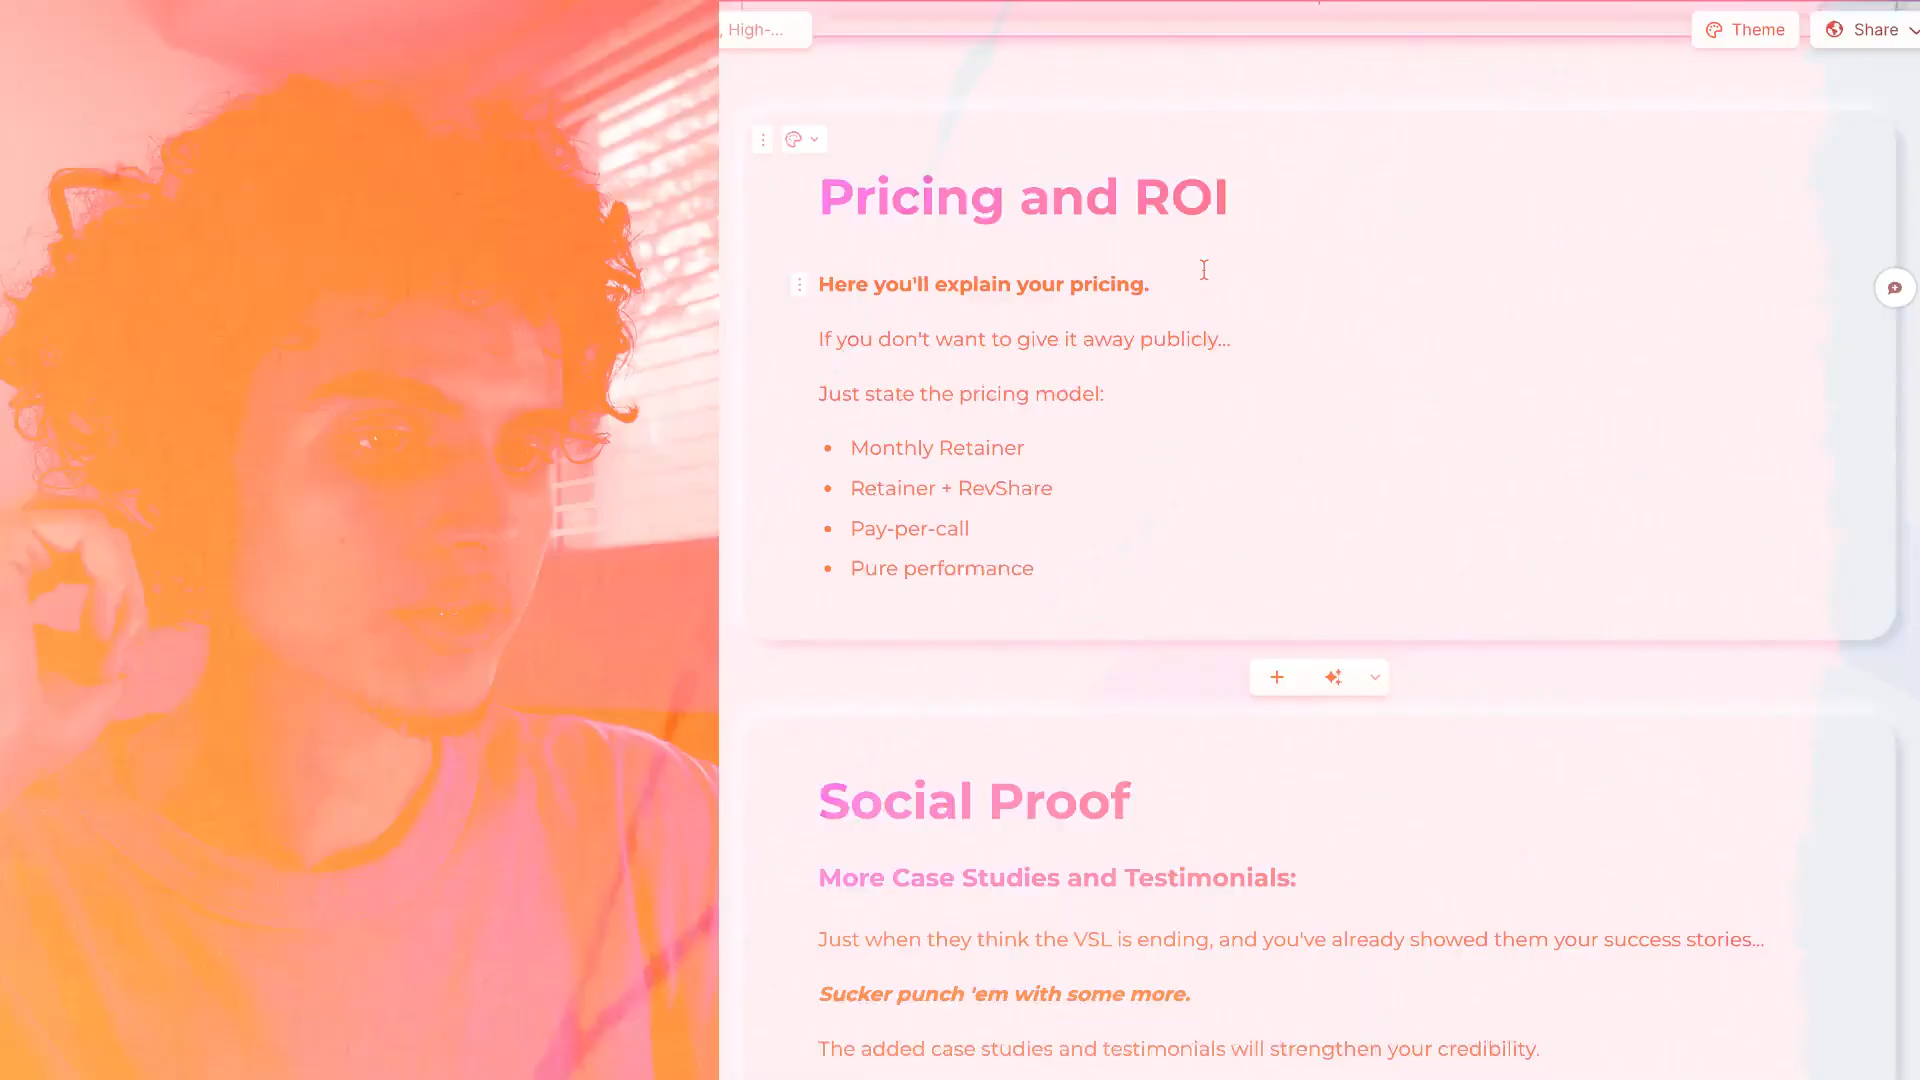 , High-...
Theme
Share
Pricing and ROI
Here you'll explain your pricing.
If you don't want to give it away publicly...
Just state the pricing model:
• Monthly Retainer
• Retainer + RevShare
• Pay-per-call
• Pure performance
Social Proof
More Case Studies and Testimonials:
Just when they think the VSL is ending, and you've already showed them your success stories...
Sucker punch 'em with some more.
The added case studies and testimonials will strengthen your credibility.